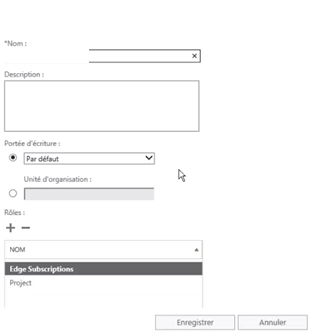 *Nom :
Description :
Portée d'écriture :
Par défaut
Unité d'organisation :
Rôles :
NOM
Edge Subscriptions
Project
Enregistrer
Annuler